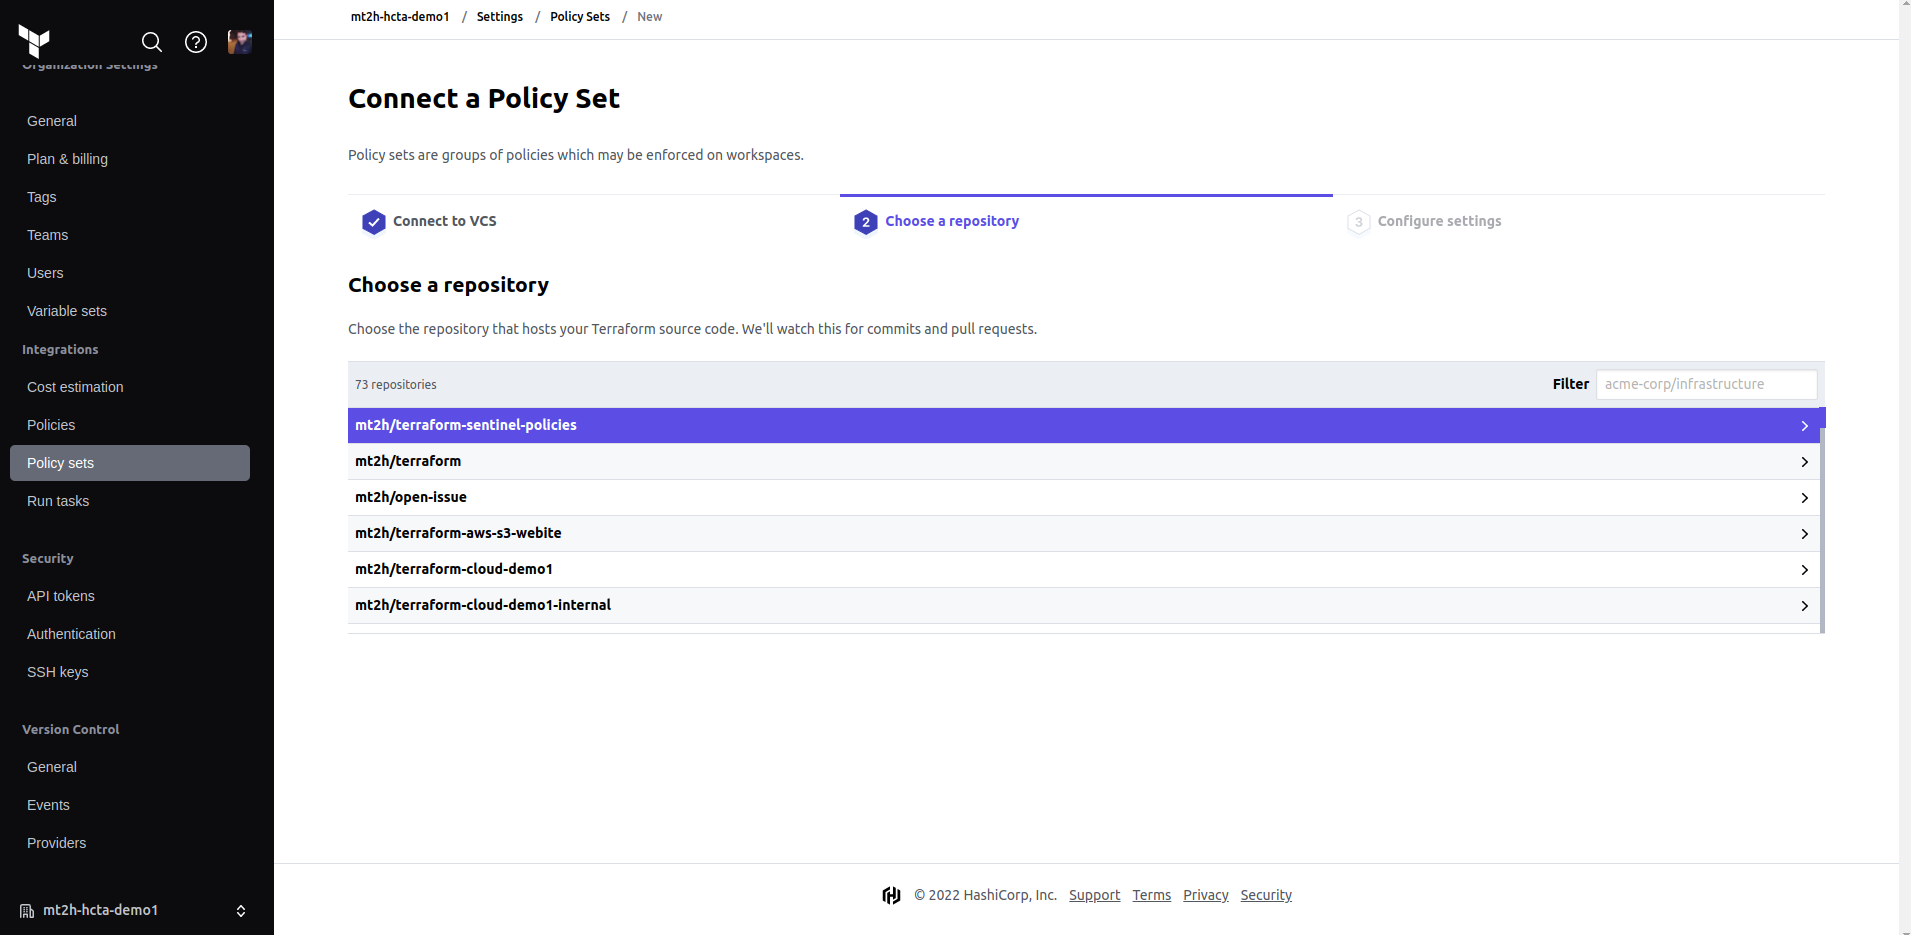 mt2h-hcta-demo1 / Settings / Policy Sets / New
Organization Settings
General
Plan & billing
Tags
Teams
Users
Variable sets
Integrations
Cost estimation
Policies
Policy sets
Run tasks
Security
API tokens
Authentication
SSH keys
Version Control
General
Events
Providers
mt2h-hcta-demo1
Connect a Policy Set
Policy sets are groups of policies which may be enforced on workspaces.
Connect to VCS
2 Choose a repository
3 Configure settings
Choose a repository
Choose the repository that hosts your Terraform source code. We'll watch this for commits and pull requests.
73 repositories
Filter acme-corp/infrastructure
mt2h/terraform-sentinel-policies
mt2h/terraform
mt2h/open-issue
mt2h/terraform-aws-s3-webite
mt2h/terraform-cloud-demo1
mt2h/terraform-cloud-demo1-internal
© 2022 HashiCorp, Inc. Support Terms Privacy Security